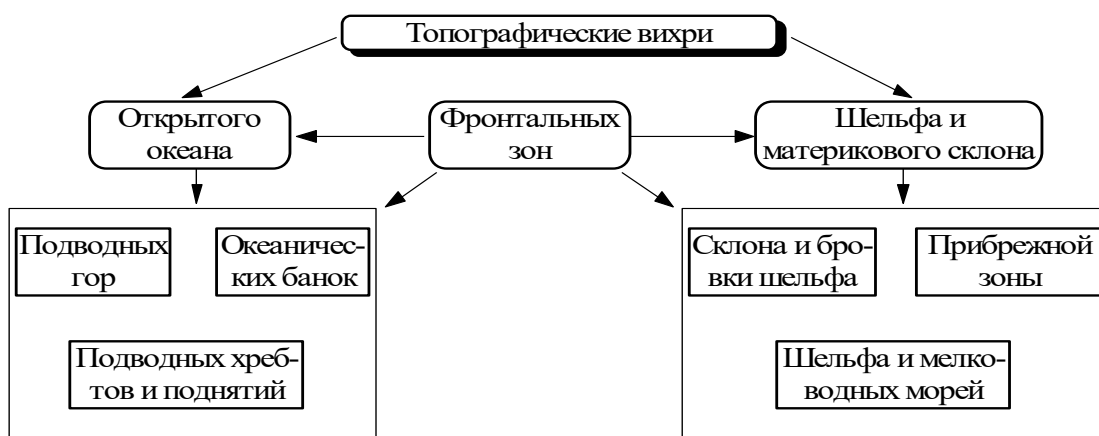 Топографические вихри
Открытого
океана
Фронтальных
зон
Шельфа и
материкового склона
Подводных
гор
Океаничес-
ких банок
Подводных хреб-
тов и поднятий
Склона и бро-
вки шельфа
Прибрежной
зоны
Шельфа и мелко-
водных морей